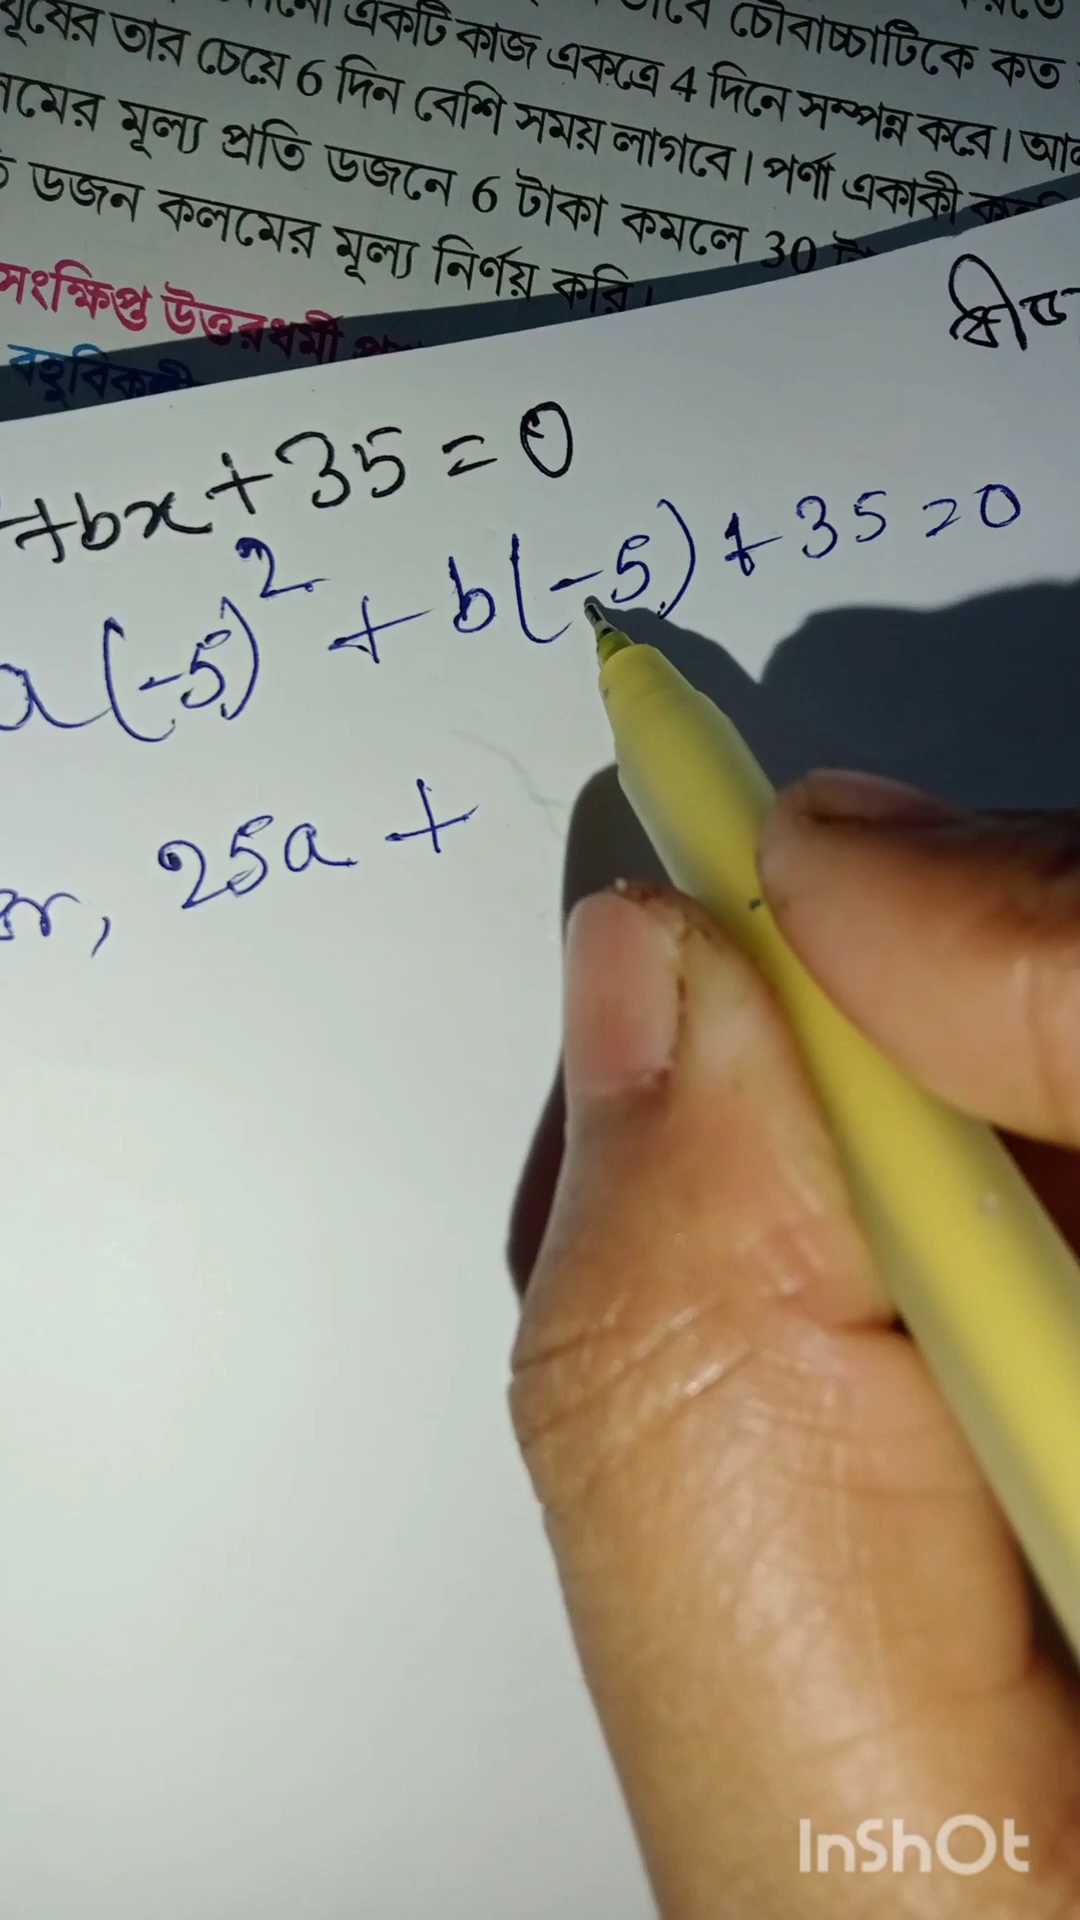 একটি কাজ একত্রে 4 দিনে সম্পন্ন করে।
তার চেয়ে 6 দিন বেশি সময় লাগবে। পর্ণা একাকী
মূল্য প্রতি ডজনে 6 টাকা কমলে 30
ডজন কলমের মূল্য নির্ণয় করি।
সংক্ষিপ্ত উত্তরধর্মী
+bx+35=0
a(-5)² + b(-5) + 35 = 0
, 25a +
InShOt